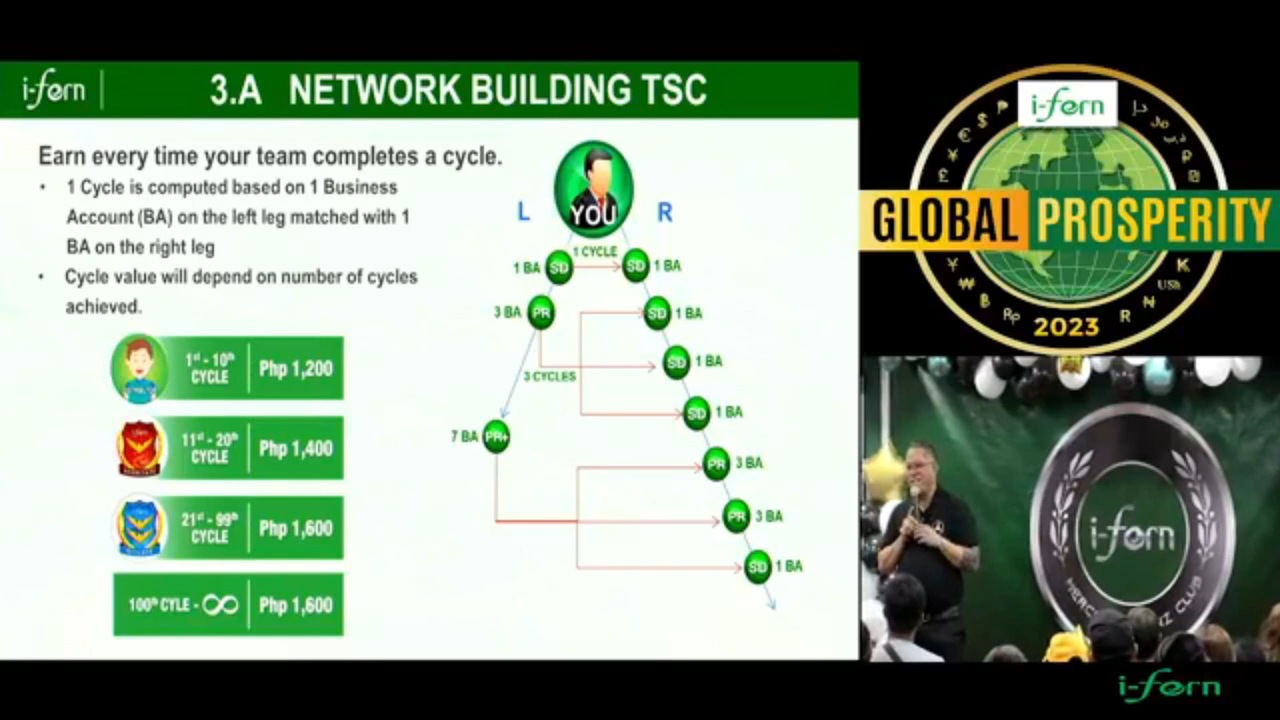 i-fern
3.A NETWORK BUILDING TSC
Earn every time your team completes a cycle.
• 1 Cycle is computed based on 1 Business
Account (BA) on the left leg matched with 1
BA on the right leg
• Cycle value will depend on number of cycles
achieved.
1st - 10th
CYCLE
Php 1,200
11st - 20th
CYCLE
Php 1,400
21st - 99th
CYCLE
Php 1,600
100th CYLE - ∞
Php 1,600
YOU
L
R
1 CYCLE
1 BA SD
SD 1 BA
3 BA PR
SD 1 BA
SD 1 BA
3 CYCLES
SD 1 BA
7 BA PR+
PR 3 BA
PR 3 BA
SD 1 BA
i-fern
GLOBAL PROSPERITY
USh
Rp
2023
i-fern
CLUB
i-fern